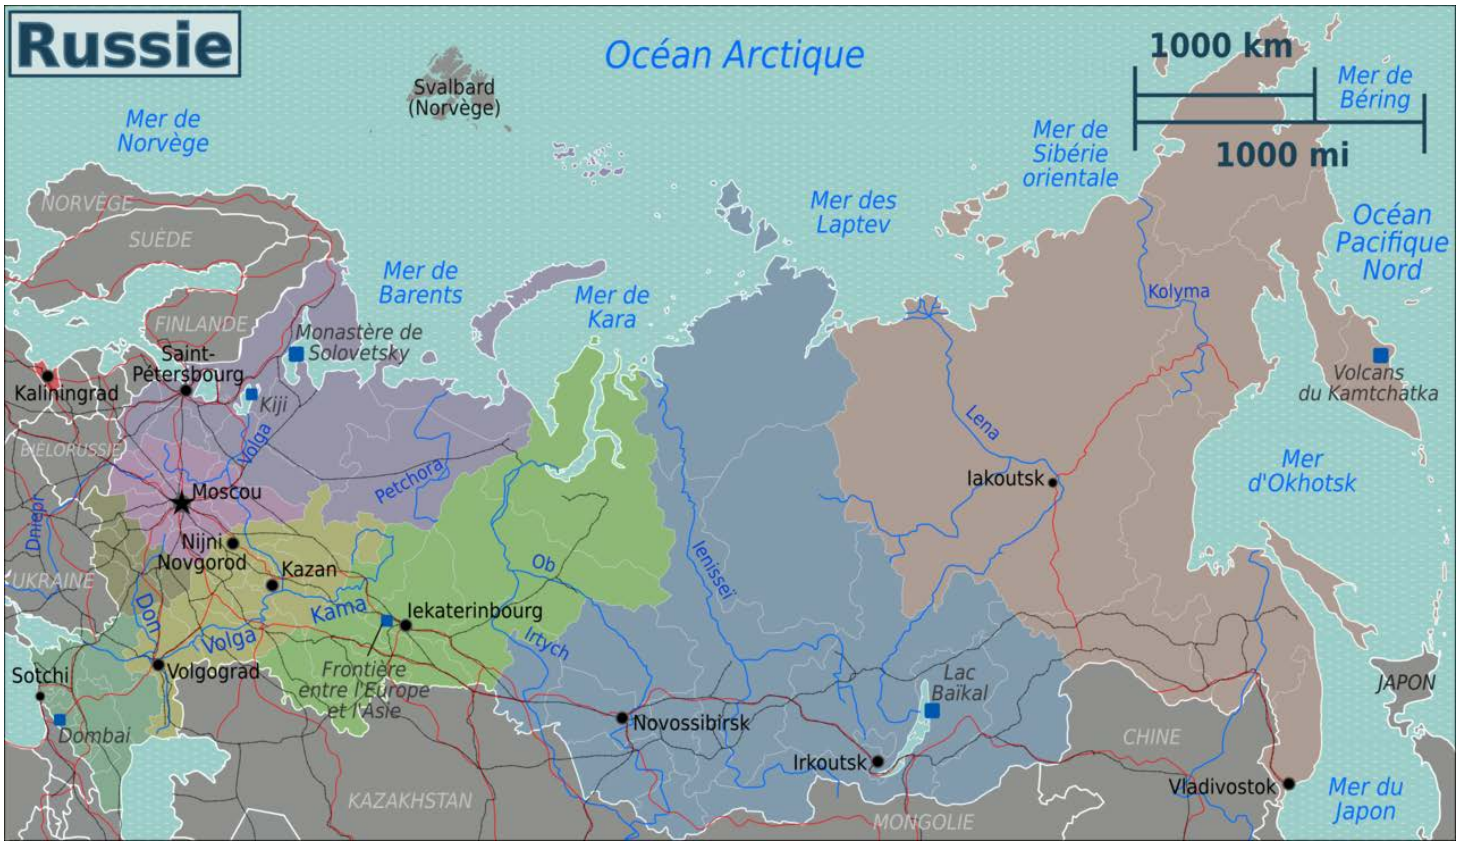 Russie
Océan Arctique
1000 km
1000 mi
Mer de
Béring
Svalbard
(Norvège)
Mer de
Norvège
Mer de
Sibérie
orientale
Mer des
Laptev
Océan
Pacifique
Nord
NORVÈGE
SUÈDE
FINLANDE
Mer de
Barents
Mer de
Kara
Kolyma
Monastère de
Solovetsky
Saint-
Pétersbourg
Kaliningrad
Kiji
Volcans
du Kamtchatka
BIELORUSSIE
Volga
Petchora
Lena
Iakoutsk
Mer
d'Okhotsk
Moscou
Dniepr
Nijni
Novgorod
Kazan
UKRAINE
Ob
Ienisseï
Don
Kama
Iekaterinbourg
Volga
Irtych
Volgograd
Sotchi
Frontière
entre l'Europe
et l'Asie
Dombai
Novossibirsk
Lac
Baïkal
Irkoutsk
JAPON
CHINE
KAZAKHSTAN
MONGOLIE
Vladivostok
Mer du
Japon